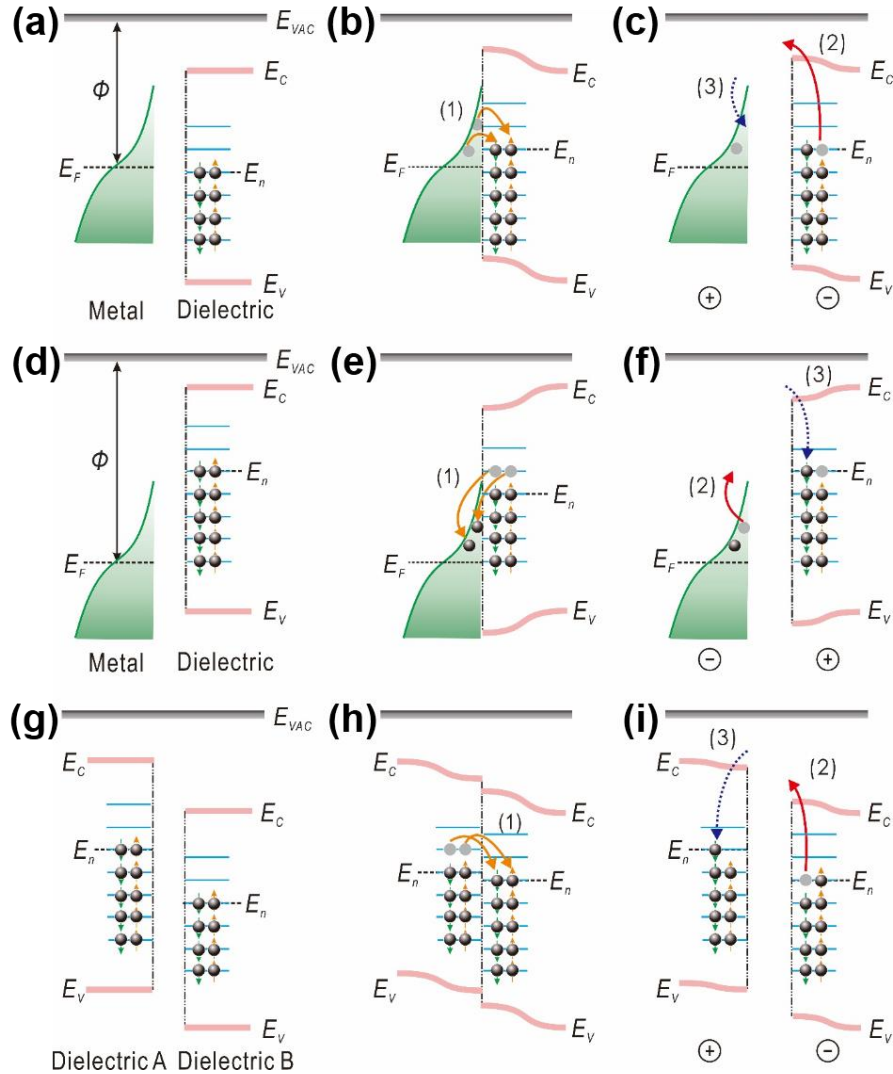 (a)
E_VAC
ϕ
E_C
E_F
E_n
E_V
Metal
Dielectric
(b)
E_C
(1)
E_F
E_n
E_V
(c)
(2)
(3)
E_C
E_F
E_n
E_V
+
−
(d)
E_VAC
ϕ
E_C
E_n
E_F
E_V
Metal
Dielectric
(e)
E_C
(1)
E_n
E_F
E_V
(f)
(3)
E_C
(2)
E_n
E_F
E_V
−
+
(g)
E_VAC
E_C
E_C
E_n
E_n
E_V
E_V
Dielectric A
Dielectric B
(h)
E_C
E_C
(1)
E_n
E_n
E_V
E_V
(i)
(3)
E_C
(2)
E_C
E_n
E_n
E_V
E_V
+
−